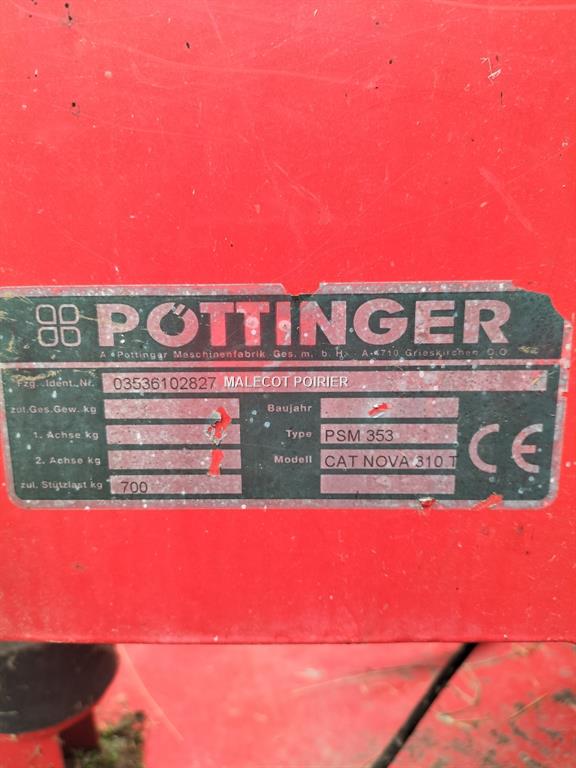 PÖTTINGER
A. Pöttinger Maschinenfabrik Ges. m. b. H. A-4710 Grieskirchen O.Ö.
Fzg. Ident. Nr. 03536102827 MALECOT POIRIER
zul.Ges.Gew. kg Baujahr
1. Achse kg Type PSM 353
2. Achse kg Modell CAT NOVA 310 T
zul. Stützlast kg 700
CE